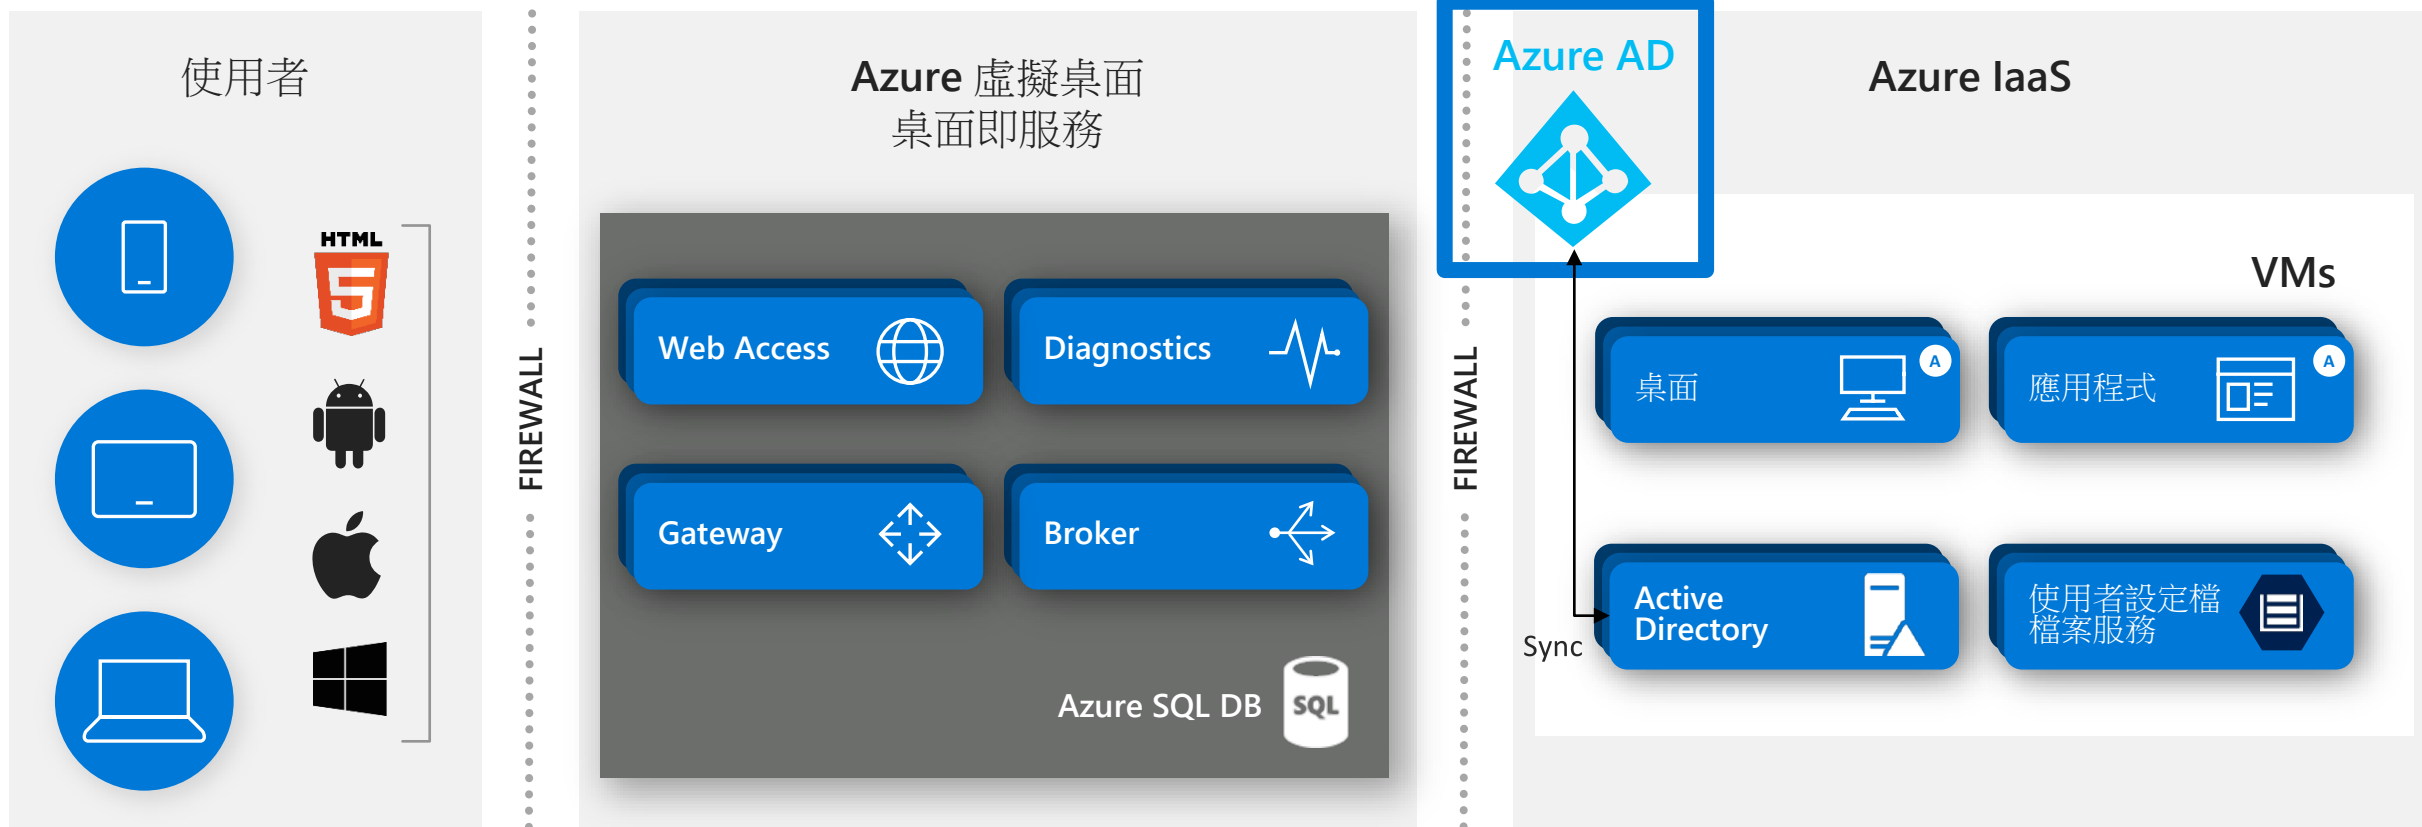 使用者
HTML
5
FIREWALL
Azure 虛擬桌面
桌面即服務
Web Access
Diagnostics
Gateway
Broker
Azure SQL DB
SQL
FIREWALL
Azure AD
Azure IaaS
VMs
桌面
A
應用程式
A
Active
Directory
使用者設定檔
檔案服務
Sync